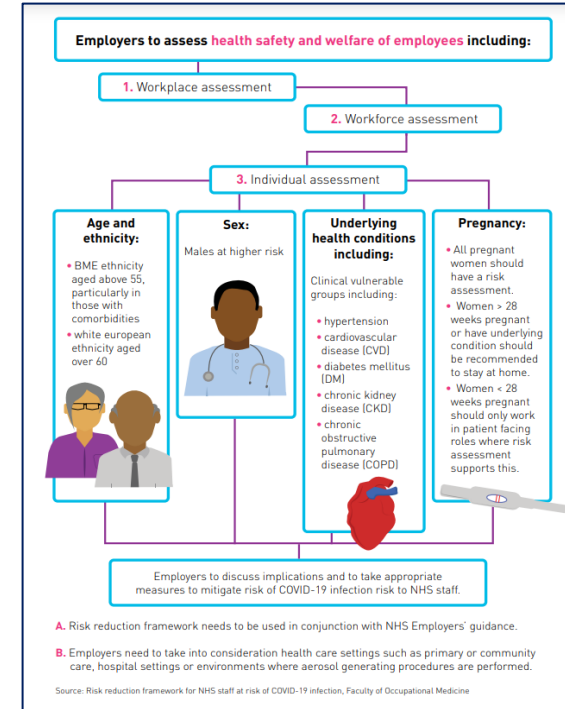 Employers to assess health safety and welfare of employees including:
1. Workplace assessment
2. Workforce assessment
3. Individual assessment
Age and
ethnicity:
• BME ethnicity
aged above 55,
particularly in
those with
comorbidities
• white european
ethnicity aged
over 60
Sex:
Males at higher risk
Underlying
health conditions
including:
Clinical vulnerable
groups including:
• hypertension
• cardiovascular
disease (CVD)
• diabetes mellitus
(DM)
• chronic kidney
disease (CKD)
• chronic
obstructive
pulmonary
disease (COPD)
Pregnancy:
• All pregnant
women should
have a risk
assessment.
• Women > 28
weeks pregnant
or have underlying
condition should
be recommended
to stay at home.
• Women < 28
weeks pregnant
should only work
in patient facing
roles where risk
assessment
supports this.
Employers to discuss implications and to take appropriate
measures to mitigate risk of COVID-19 infection risk to NHS staff.
A. Risk reduction framework needs to be used in conjunction with NHS Employers' guidance.
B. Employers need to take into consideration health care settings such as primary or community
care, hospital settings or environments where aerosol generating procedures are performed.
Source: Risk reduction framework for NHS staff at risk of COVID-19 infection, Faculty of Occupational Medicine